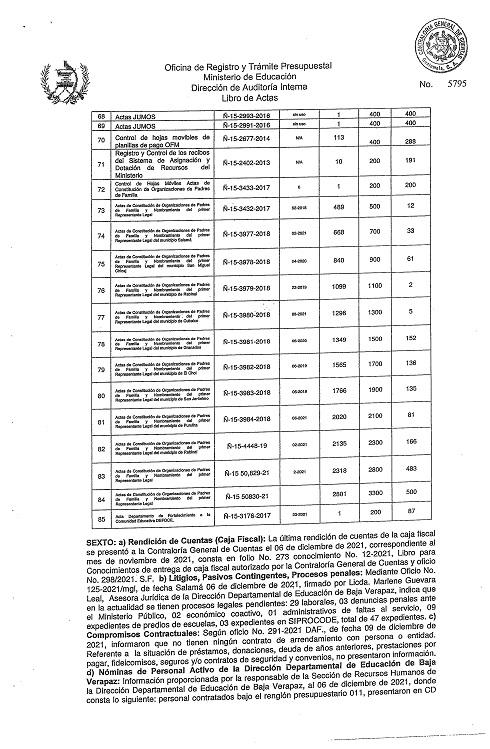 CONTRALORÍA GENERAL DE CUENTAS
Guatemala, C. A.
Oficina de Registro y Trámite Presupuestal
Ministerio de Educación
Dirección de Auditoría Interna
Libro de Actas
No. 5795
68 Actas JUMOS Ñ-15-2993-2016 sin uso 1 400 400
69 Actas JUMOS Ñ-15-2991-2016 sin uso 1 400 400
70 Control de hojas movibles de planillas de pago OFM Ñ-15-2677-2014 N/A 113 400 288
71 Registro y Control de los recibos del Sistema de Asignación y Dotación de Recursos del Ministerio Ñ-15-2402-2013 N/A 10 200 191
72 Control de Hojas Móviles Actas de Constitución de Organizaciones de Padres de Familia Ñ-15-3433-2017 0 1 200 200
73 Actas de Constitución de Organizaciones de Padres de Familia y Nombramiento del primer Representante Legal Ñ-15-3432-2017 02-2018 489 500 12
74 Actas de Constitución de Organizaciones de Padres de Familia y Nombramiento del primer Representante Legal del municipio Salamá Ñ-15-3977-2018 02-2021 668 700 33
75 Actas de Constitución de Organizaciones de Padres de Familia y Nombramiento del primer Representante Legal del municipio San Miguel Chicaj Ñ-15-3978-2018 04-2020 840 900 61
76 Actas de Constitución de Organizaciones de Padres de Familia y Nombramiento del primer Representante Legal del municipio de Rabinal Ñ-15-3979-2018 22-2019 1099 1100 2
77 Actas de Constitución de Organizaciones de Padres de Familia y Nombramiento del primer Representante Legal del municipio de Cubulco Ñ-15-3980-2018 08-2021 1296 1300 5
78 Actas de Constitución de Organizaciones de Padres de Familia y Nombramiento del primer Representante Legal del municipio de Granados Ñ-15-3981-2018 06-2020 1349 1500 152
79 Actas de Constitución de Organizaciones de Padres de Familia y Nombramiento del primer Representante Legal del municipio de El Chol Ñ-15-3982-2018 06-2019 1565 1700 136
80 Actas de Constitución de Organizaciones de Padres de Familia y Nombramiento del primer Representante Legal del municipio de San Jerónimo Ñ-15-3983-2018 05-2018 1766 1900 135
81 Actas de Constitución de Organizaciones de Padres de Familia y Nombramiento del primer Representante Legal del municipio de Purulha Ñ-15-3984-2018 06-2021 2020 2100 81
82 Actas de Constitución de Organizaciones de Padres de Familia y Nombramiento del primer Representante Legal del municipio de Rabinal Ñ-15-4448-19 02-2021 2135 2300 166
83 Actas de Constitución de Organizaciones de Padres de Familia y Nombramiento del primer Representante Legal Ñ-15 50,829-21 2-2021 2318 2800 483
84 Actas de Constitución de Organizaciones de Padres de Familia y Nombramiento del primer Representante Legal Ñ-15 50830-21 2801 3300 500
85 Acta Departamento de Fortalecimiento a la Comunidad Educativa DEFOCE. Ñ-15-3176-2017 23-2021 1 200 87
SEXTO: a) Rendición de Cuentas (Caja Fiscal): La última rendición de cuentas de la caja fiscal
se presentó a la Contraloría General de Cuentas el 06 de diciembre de 2021, correspondiente al
mes de noviembre de 2021, consta en folio No. 273 conocimiento No. 12-2021, Libro para
Conocimientos de entrega de caja fiscal autorizado por la Contraloría General de Cuentas y oficio
No. 298/2021. S.F. b) Litigios, Pasivos Contingentes, Procesos penales: Mediante Oficio No.
125-2021/mgl, de fecha Salamá 06 de diciembre de 2021, firmado por Licda. Marlene Guevara
Leal, Asesora Jurídica de la Dirección Departamental de Educación de Baja Verapaz, indica que
en la actualidad se tienen procesos legales pendientes: 29 laborales, 03 denuncias penales ante
el Ministerio Público, 02 económico coactivo, 01 administrativos de faltas al servicio, 09
expedientes de predios de escuelas, 03 expedientes en SIPROCODE, total de 47 expedientes. c)
Compromisos Contractuales: Según oficio No. 291-2021 DAF., de fecha 09 de diciembre de
2021, informaron que no tienen ningún contrato de arrendamiento con persona o entidad.
Referente a la situación de préstamos, donaciones, deuda de años anteriores, prestaciones por
pagar, fideicomisos, seguros y/o contratos de seguridad y convenios, no presentaron información.
d) Nóminas de Personal Activo de la Dirección Departamental de Educación de Baja
Verapaz: Información proporcionada por la responsable de la Sección de Recursos Humanos de
la Dirección Departamental de Educación de Baja Verapaz, al 06 de diciembre de 2021, donde
consta lo siguiente: personal contratados bajo el renglón presupuestario 011, presentaron en CD